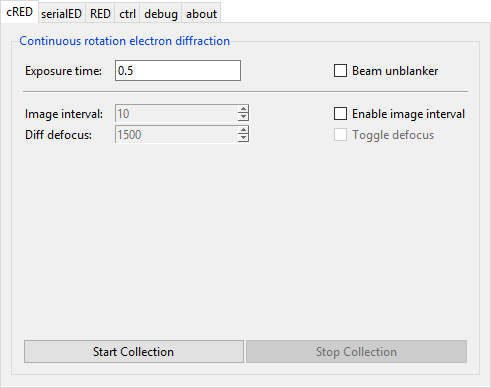 cRED serialED RED ctrl debug about
Continuous rotation electron diffraction
Exposure time: 0.5 Beam unblanker
Image interval: 10 Enable image interval
Diff defocus: 1500 Toggle defocus
Start Collection Stop Collection